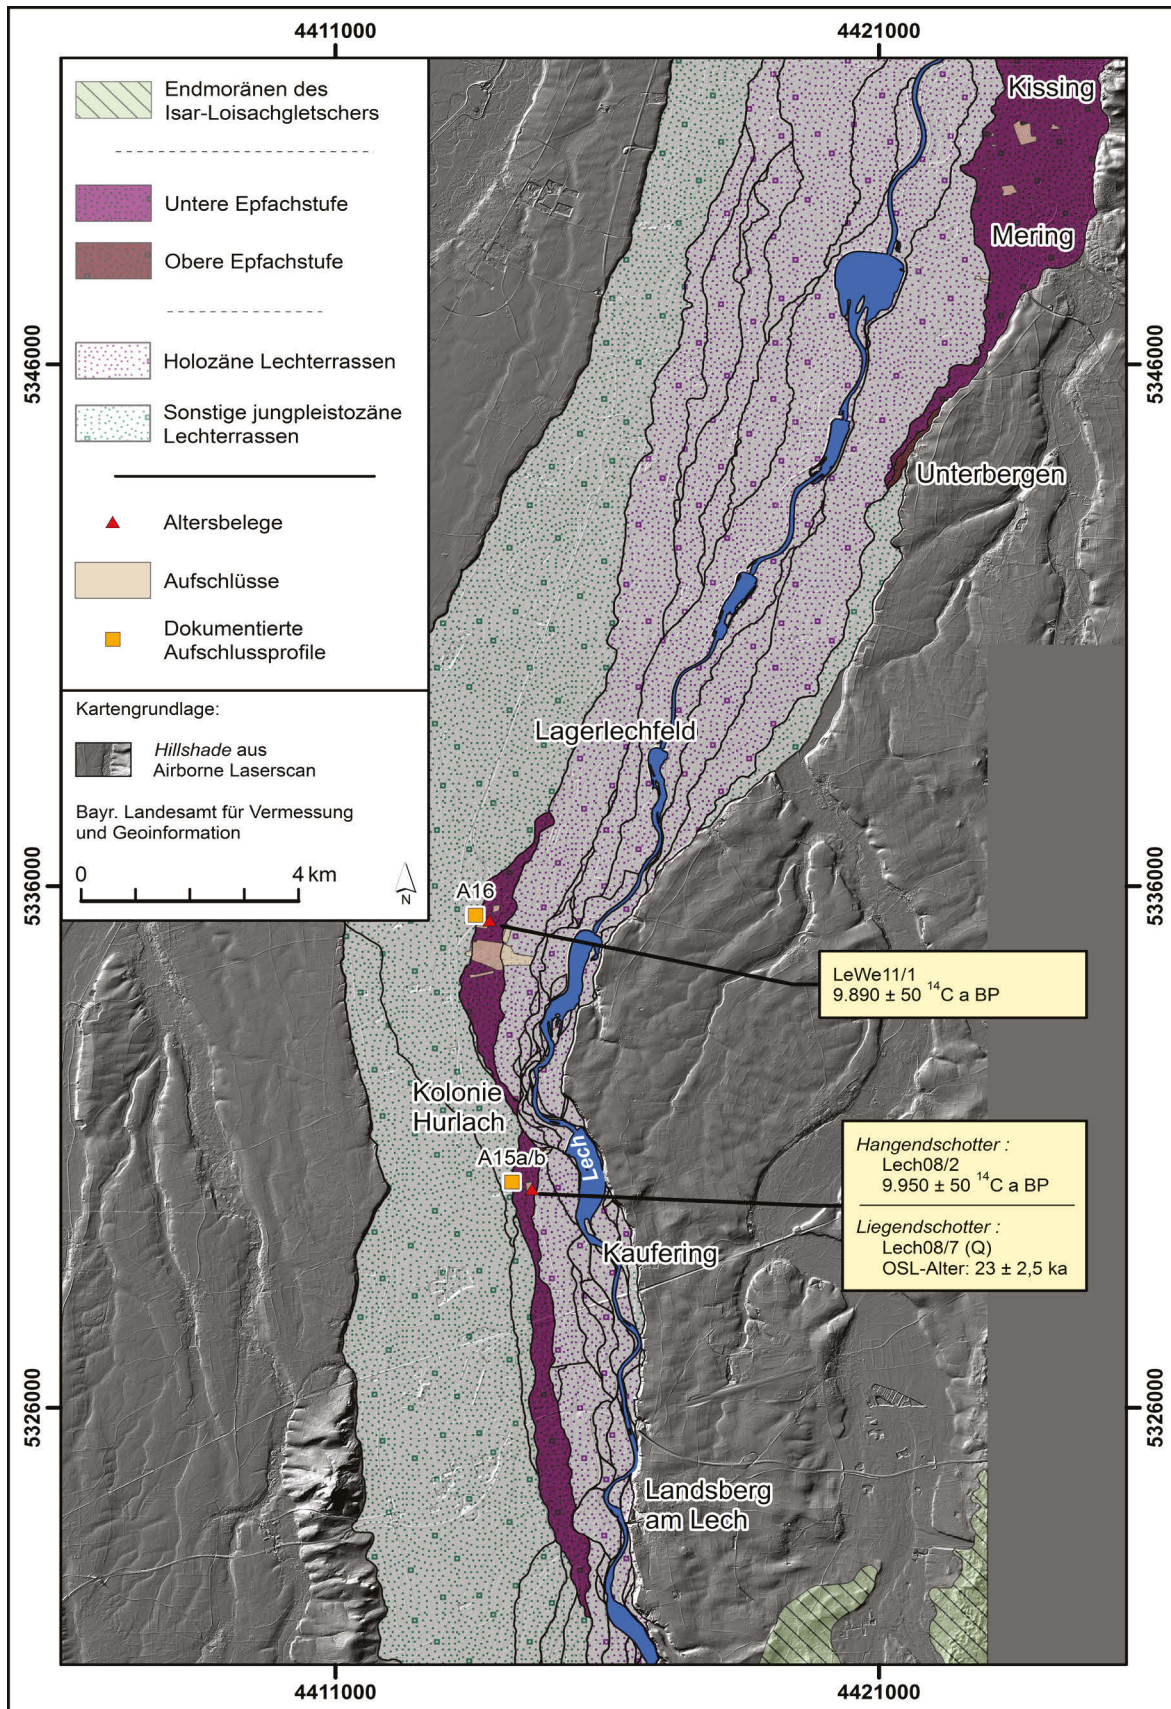 4411000
4421000
Endmoränen des
Isar-Loisachgletschers
Untere Epfachstufe
Obere Epfachstufe
Holozäne Lechterrassen
Sonstige jungpleistozäne
Lechterrassen
Altersbelege
Aufschlüsse
Dokumentierte
Aufschlussprofile
Kartengrundlage:
Hillshade aus
Airborne Laserscan
Bayr. Landesamt für Vermessung
und Geoinformation
0
4 km
N
Kissing
Mering
5346000
5346000
Unterbergen
Lagerlechfeld
5336000
5336000
A16
LeWe11/1
9.890 ± 50 ¹⁴C a BP
Kolonie
Hurlach
A15a/b
Lech
Hangendschotter :
Lech08/2
9.950 ± 50 ¹⁴C a BP
Liegendschotter :
Lech08/7 (Q)
OSL-Alter: 23 ± 2,5 ka
Kaufering
5326000
5326000
Landsberg
am Lech
4411000
4421000